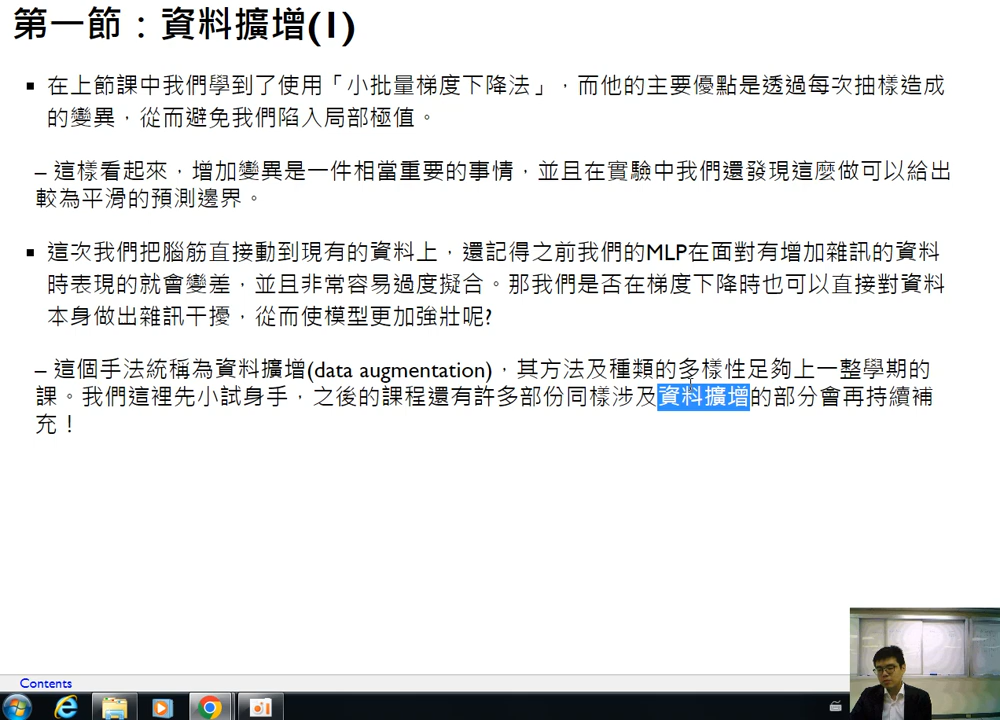 第一節：資料擴增(1)
▪ 在上節課中我們學到了使用「小批量梯度下降法」，而他的主要優點是透過每次抽樣造成
的變異，從而避免我們陷入局部極值。
– 這樣看起來，增加變異是一件相當重要的事情，並且在實驗中我們還發現這麼做可以給出
較為平滑的預測邊界。
▪ 這次我們把腦筋直接動到現有的資料上，還記得之前我們的MLP在面對有增加雜訊的資料
時表現的就會變差，並且非常容易過度擬合。那我們是否在梯度下降時也可以直接對資料
本身做出雜訊干擾，從而使模型更加強壯呢?
– 這個手法統稱為資料擴增(data augmentation)，其方法及種類的多樣性足夠上一整學期的
課。我們這裡先小試身手，之後的課程還有許多部份同樣涉及資料擴增的部分會再持續補
充！
Contents